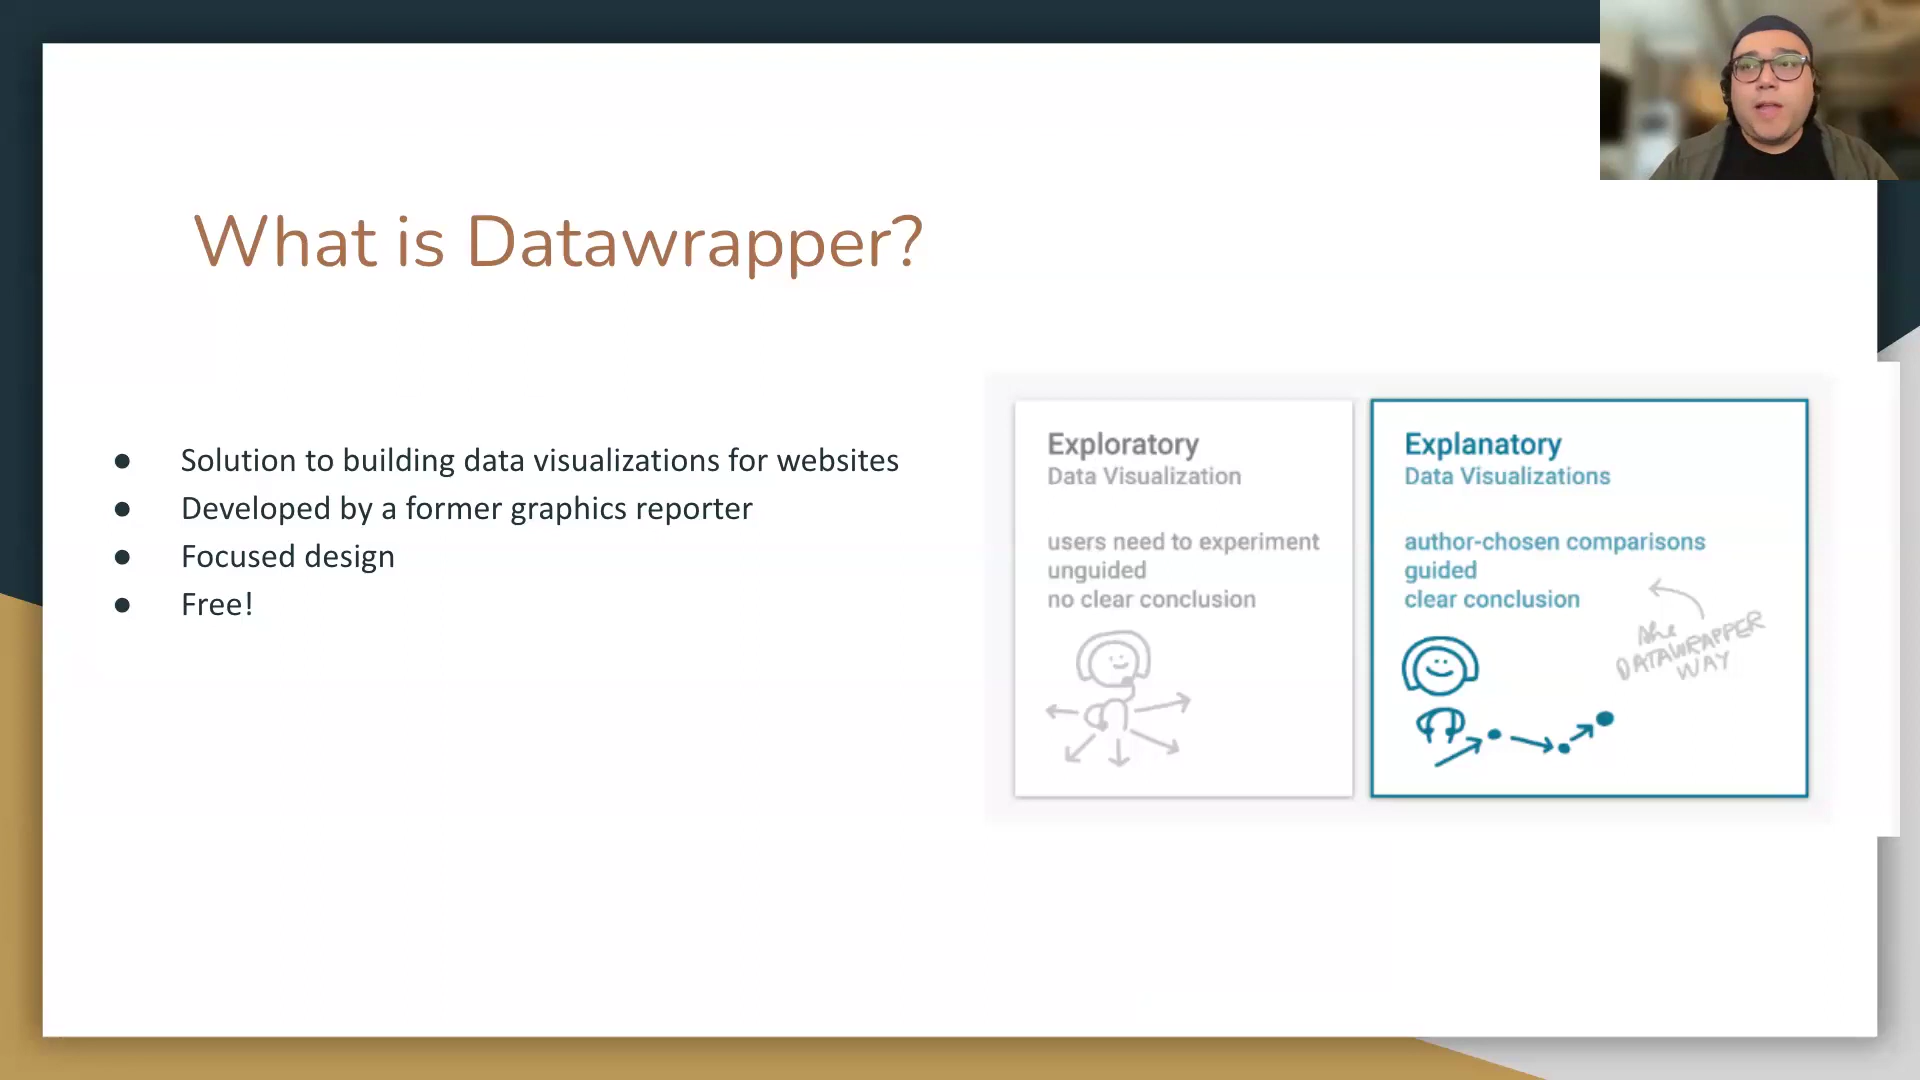 What is Datawrapper?
● Solution to building data visualizations for websites
● Developed by a former graphics reporter
● Focused design
● Free!
Exploratory
Data Visualization
users need to experiment
unguided
no clear conclusion
Explanatory
Data Visualizations
author-chosen comparisons
guided
clear conclusion
the
DATAWRAPPER
WAY